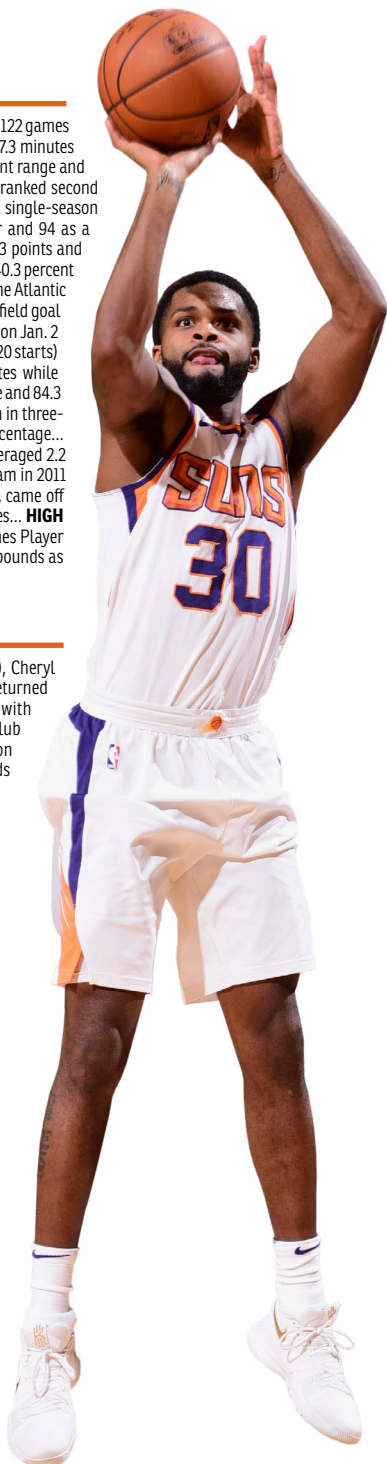 122 games
7.3 minutes
nt range and
ranked second
single-season
and 94 as a
3 points and
40.3 percent
he Atlantic
field goal
on Jan. 2
20 starts)
tes while
e and 84.3
n in three-
centage...
eraged 2.2
am in 2011
, came off
es... HIGH
nes Player
bounds as
), Cheryl
eturned
with
lub
on
ds
SUNS
30